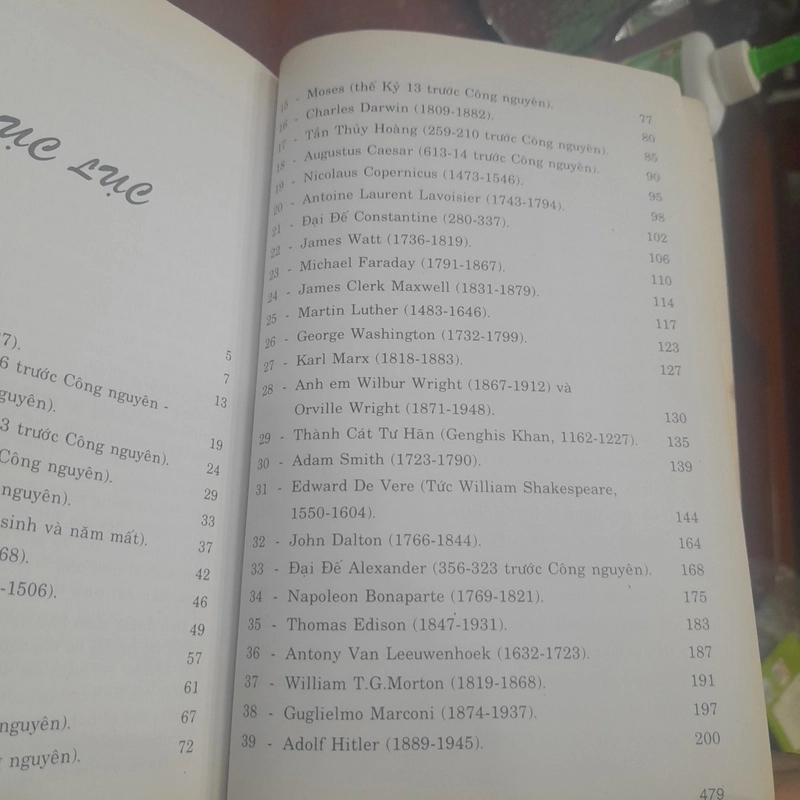 ỤC LỤC
7). 5
6 trước Công nguyên - 7
guyên). 13
3 trước Công nguyên). 19
Công nguyên). 24
nguyên). 29
33
sinh và năm mất). 37
68). 42
-1506). 46
49
57
61
nguyên). 67
g nguyên). 72
15 - Moses (thế Kỷ 13 trước Công nguyên). 77
16 - Charles Darwin (1809-1882). 80
17 - Tần Thủy Hoàng (259-210 trước Công nguyên). 85
18 - Augustus Caesar (613-14 trước Công nguyên). 90
19 - Nicolaus Copernicus (1473-1546). 95
20 - Antoine Laurent Lavoisier (1743-1794). 98
21 - Đại Đế Constantine (280-337). 102
22 - James Watt (1736-1819). 106
23 - Michael Faraday (1791-1867). 110
24 - James Clerk Maxwell (1831-1879). 114
25 - Martin Luther (1483-1646). 117
26 - George Washington (1732-1799). 123
27 - Karl Marx (1818-1883). 127
28 - Anh em Wilbur Wright (1867-1912) và
Orville Wright (1871-1948). 130
29 - Thành Cát Tư Hãn (Genghis Khan, 1162-1227). 135
30 - Adam Smith (1723-1790). 139
31 - Edward De Vere (Tức William Shakespeare,
1550-1604). 144
32 - John Dalton (1766-1844). 164
33 - Đại Đế Alexander (356-323 trước Công nguyên). 168
34 - Napoleon Bonaparte (1769-1821). 175
35 - Thomas Edison (1847-1931). 183
36 - Antony Van Leeuwenhoek (1632-1723). 187
37 - William T.G.Morton (1819-1868). 191
38 - Guglielmo Marconi (1874-1937). 197
39 - Adolf Hitler (1889-1945). 200
479